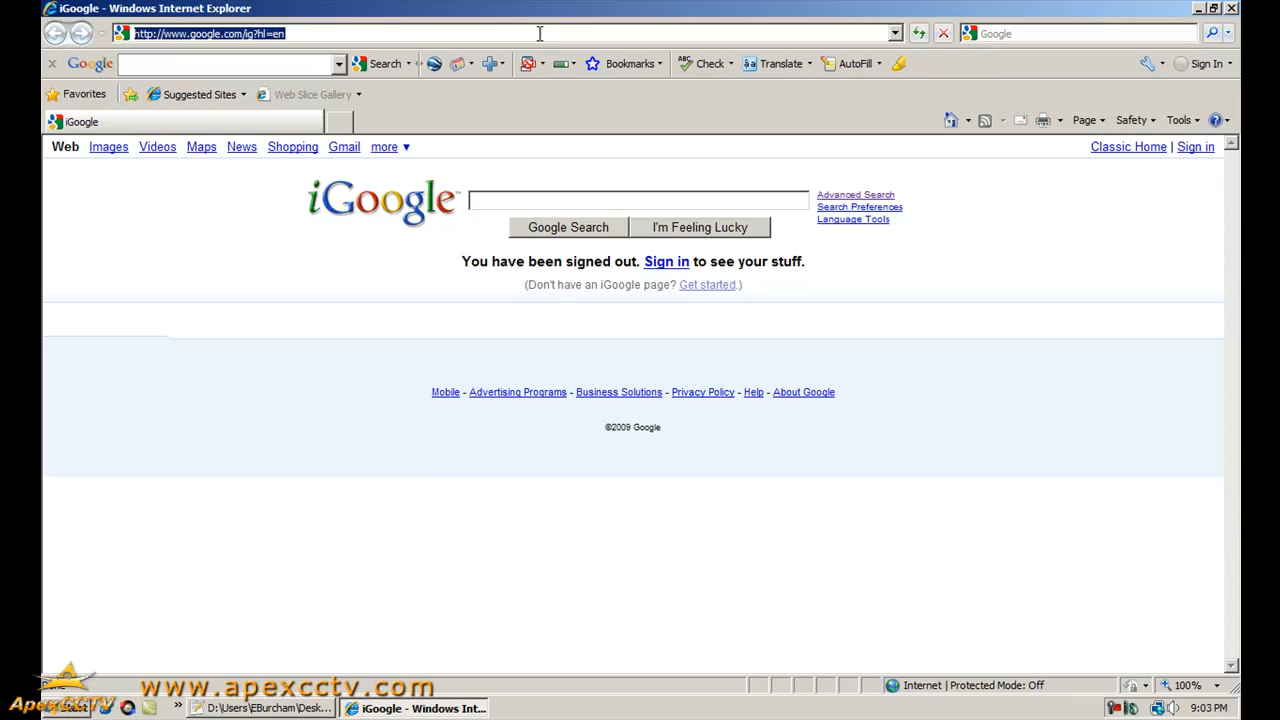 iGoogle - Windows Internet Explorer
http://www.google.com/ig?hl=en
Google
Google
Search
Bookmarks
Check
Translate
AutoFill
Sign In
Favorites
Suggested Sites
Web Slice Gallery
iGoogle
Page
Safety
Tools
Web Images Videos Maps News Shopping Gmail more ▼
Classic Home | Sign in
iGoogle™
Advanced Search
Search Preferences
Language Tools
Google Search
I'm Feeling Lucky
You have been signed out. Sign in to see your stuff.
(Don't have an iGoogle page? Get started.)
Mobile - Advertising Programs - Business Solutions - Privacy Policy - Help - About Google
©2009 Google
www.apexcctv.com
Internet | Protected Mode: Off
100%
ApexCCTV
D:\Users\EBurcham\Desk...
iGoogle - Windows Int...
9:03 PM